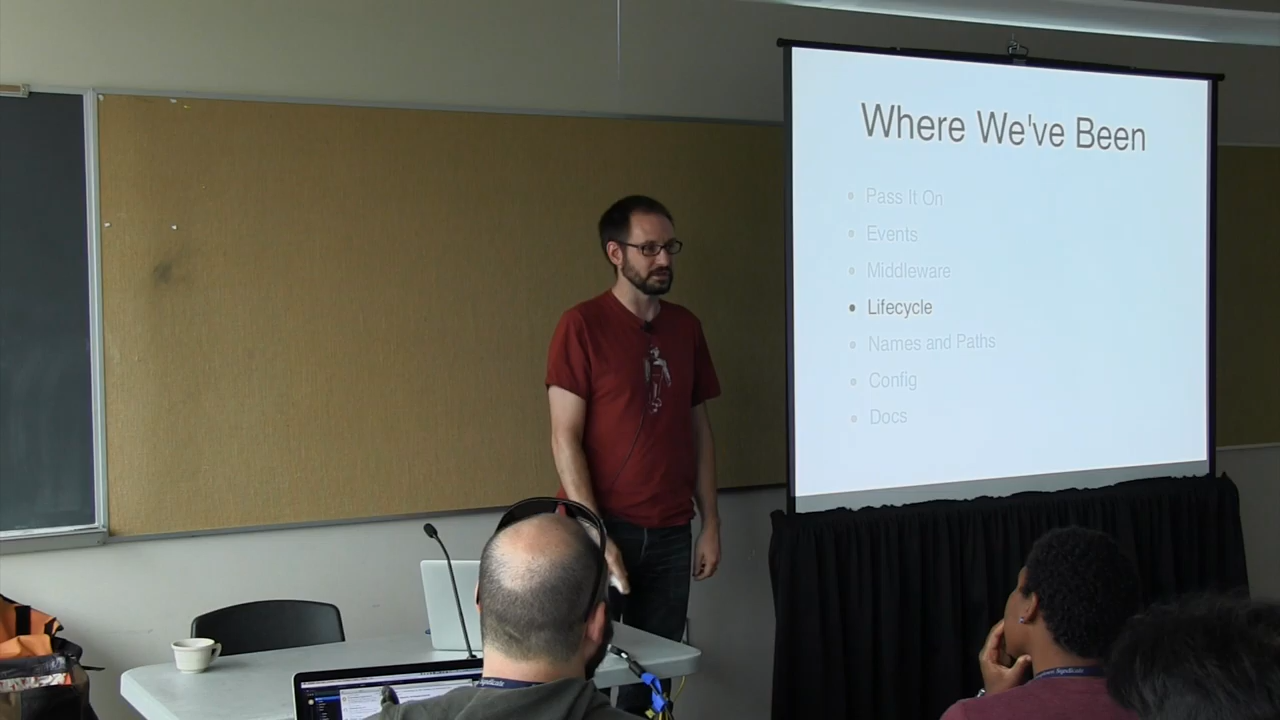 Where We've Been
Pass It On
Events
Middleware
Lifecycle
Names and Paths
Config
Docs